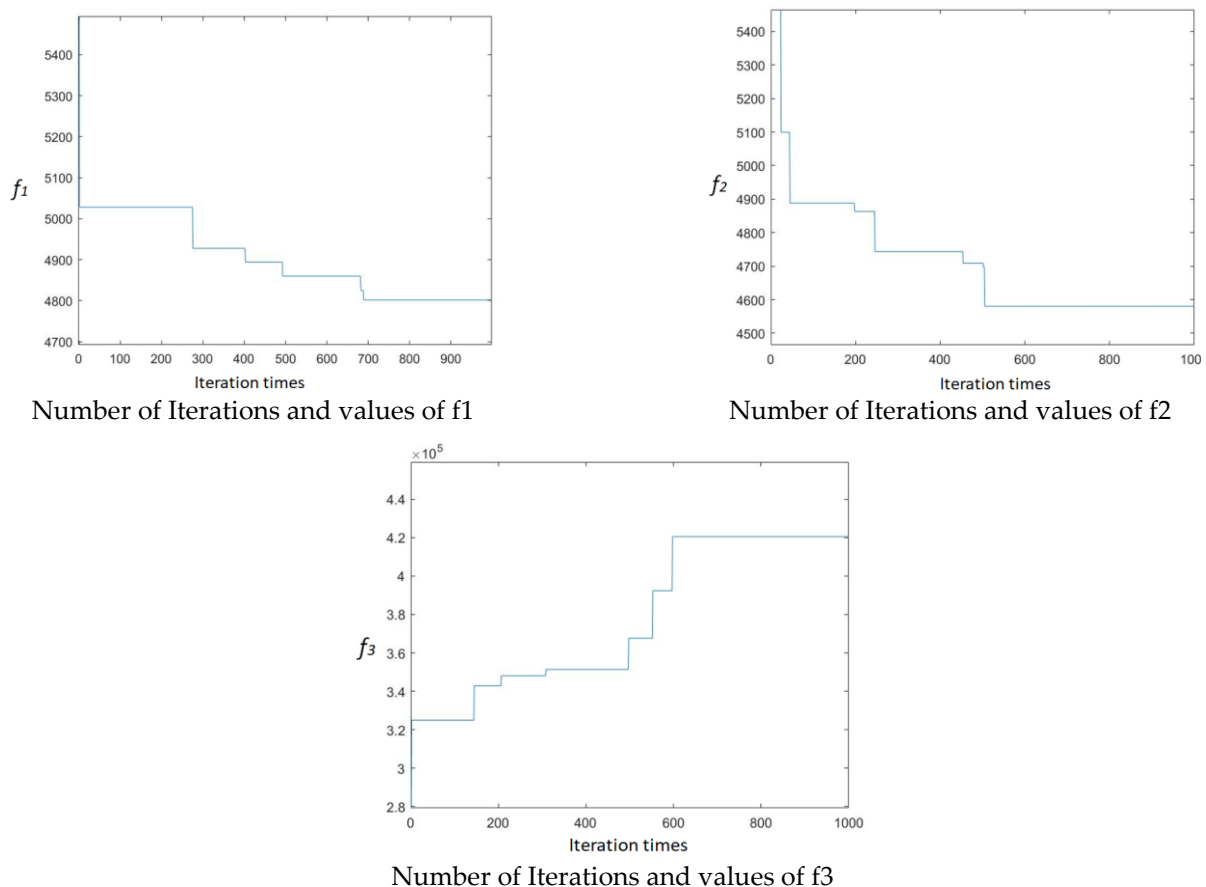 5400
5300
5200
5100
f1
5000
4900
4800
4700
0 100 200 300 400 500 600 700 800 900
Iteration times
Number of Iterations and values of f1
5400
5300
5200
5100
5000
f2
4900
4800
4700
4600
4500
0 200 400 600 800 100
Iteration times
Number of Iterations and values of f2
×10^5
4.4
4.2
4
3.8
f3
3.6
3.4
3.2
3
2.8
0 200 400 600 800 1000
Iteration times
Number of Iterations and values of f3